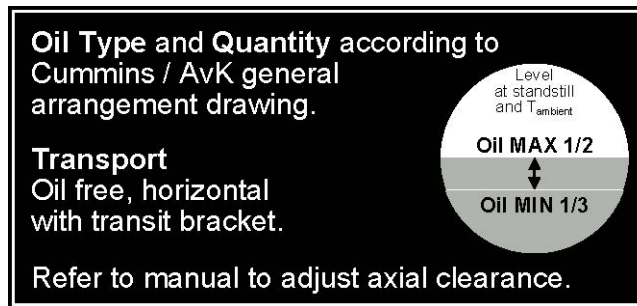 Oil Type and Quantity according to
Cummins / AvK general
arrangement drawing.
Level
at standstill
and Tambient
Oil MAX 1/2
Oil MIN 1/3
Transport
Oil free, horizontal
with transit bracket.
Refer to manual to adjust axial clearance.